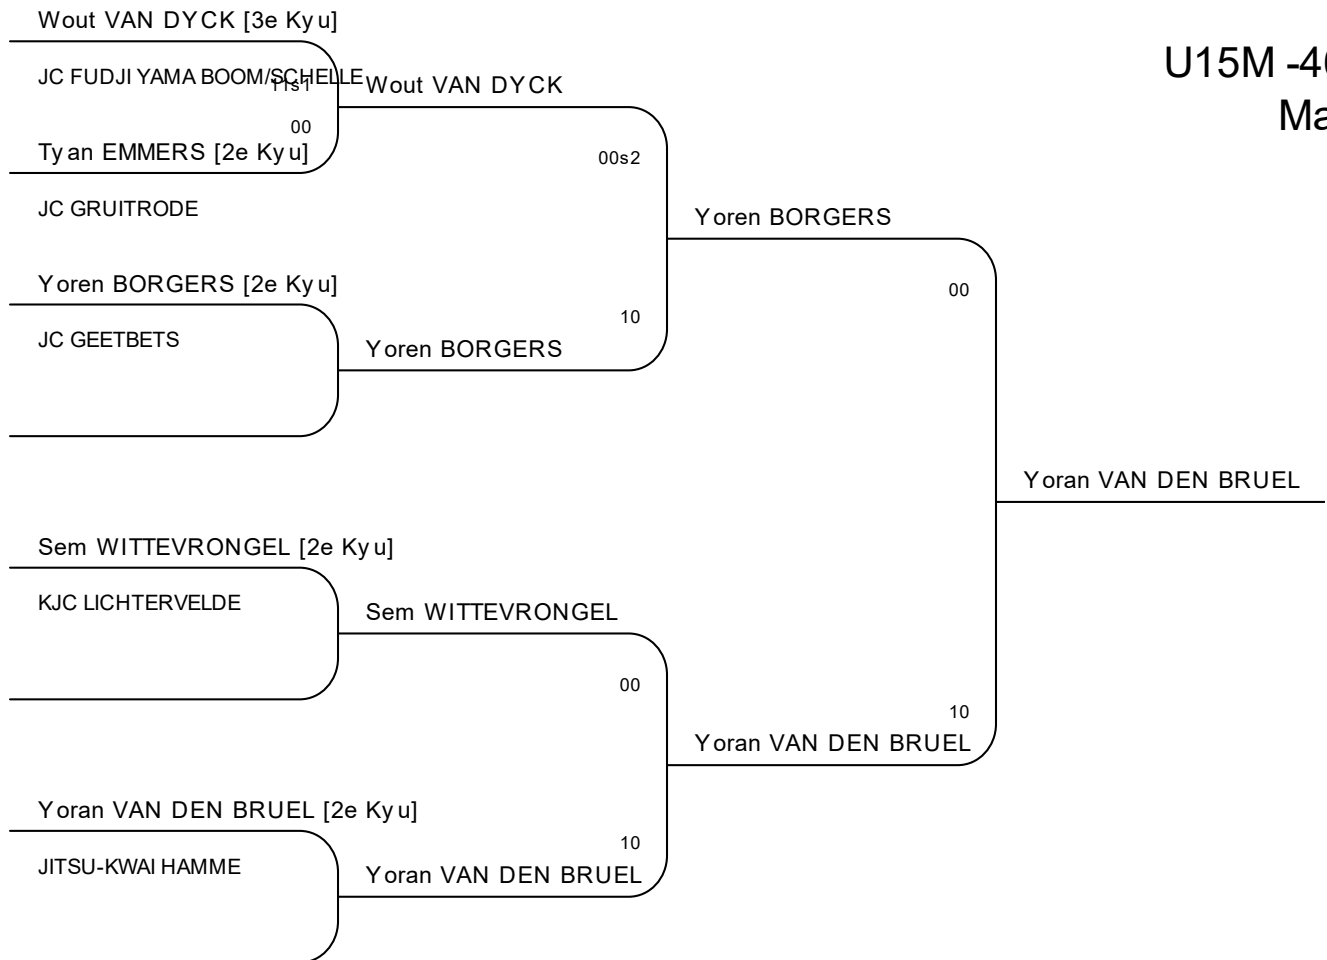 Wout VAN DYCK [3e Kyu]
U15M -4
JC FUDJI YAMA BOOM/SCHELLE
11s1
Wout VAN DYCK
Ma
00
Tyan EMMERS [2e Kyu]
00s2
JC GRUITRODE
Yoren BORGERS
Yoren BORGERS [2e Kyu]
00
10
JC GEETBETS
Yoren BORGERS
Yoran VAN DEN BRUEL
Sem WITTEVRONGEL [2e Kyu]
KJC LICHTERVELDE
Sem WITTEVRONGEL
00
10
Yoran VAN DEN BRUEL
Yoran VAN DEN BRUEL [2e Kyu]
10
JITSU-KWAI HAMME
Yoran VAN DEN BRUEL